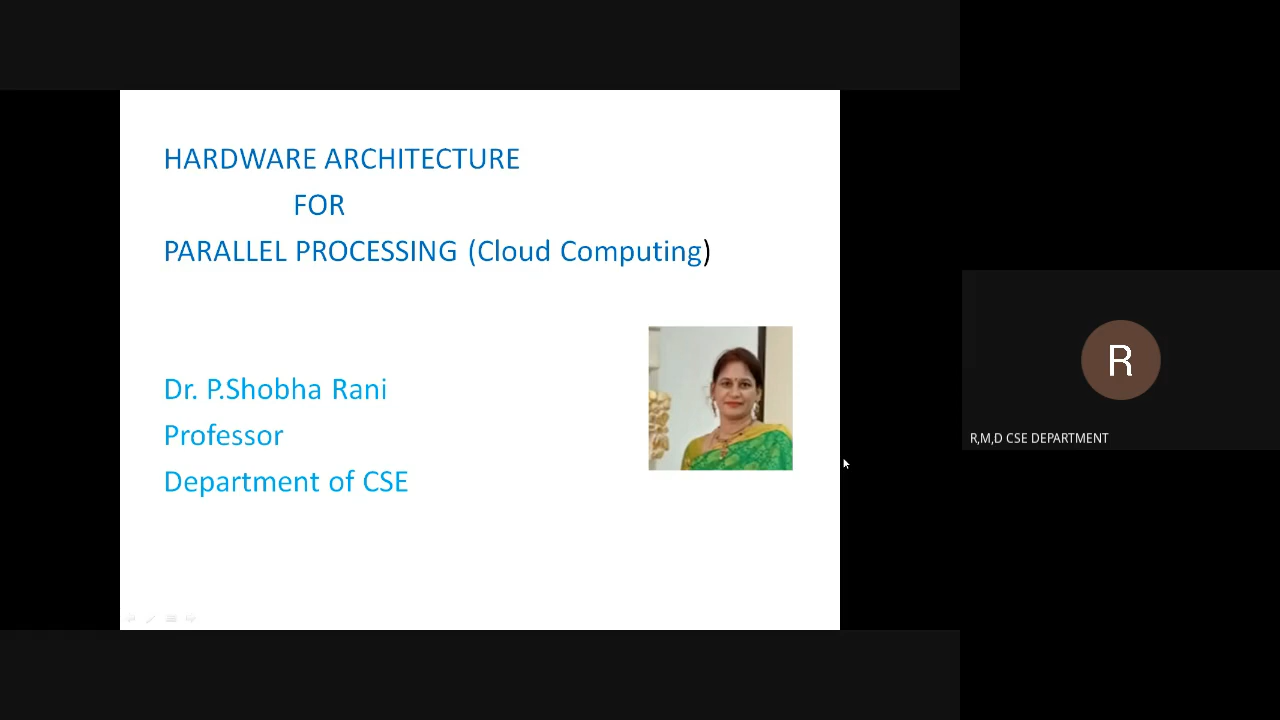 HARDWARE ARCHITECTURE
FOR
PARALLEL PROCESSING (Cloud Computing)
Dr. P.Shobha Rani
Professor
Department of CSE
R
R,M,D CSE DEPARTMENT